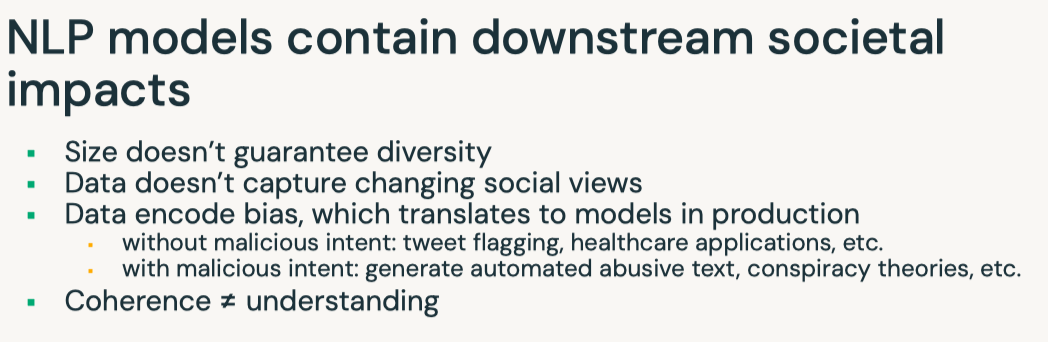 NLP models contain downstream societal
impacts
▪ Size doesn’t guarantee diversity
▪ Data doesn’t capture changing social views
▪ Data encode bias, which translates to models in production
▪ without malicious intent: tweet flagging, healthcare applications, etc.
▪ with malicious intent: generate automated abusive text, conspiracy theories, etc.
▪ Coherence ≠ understanding